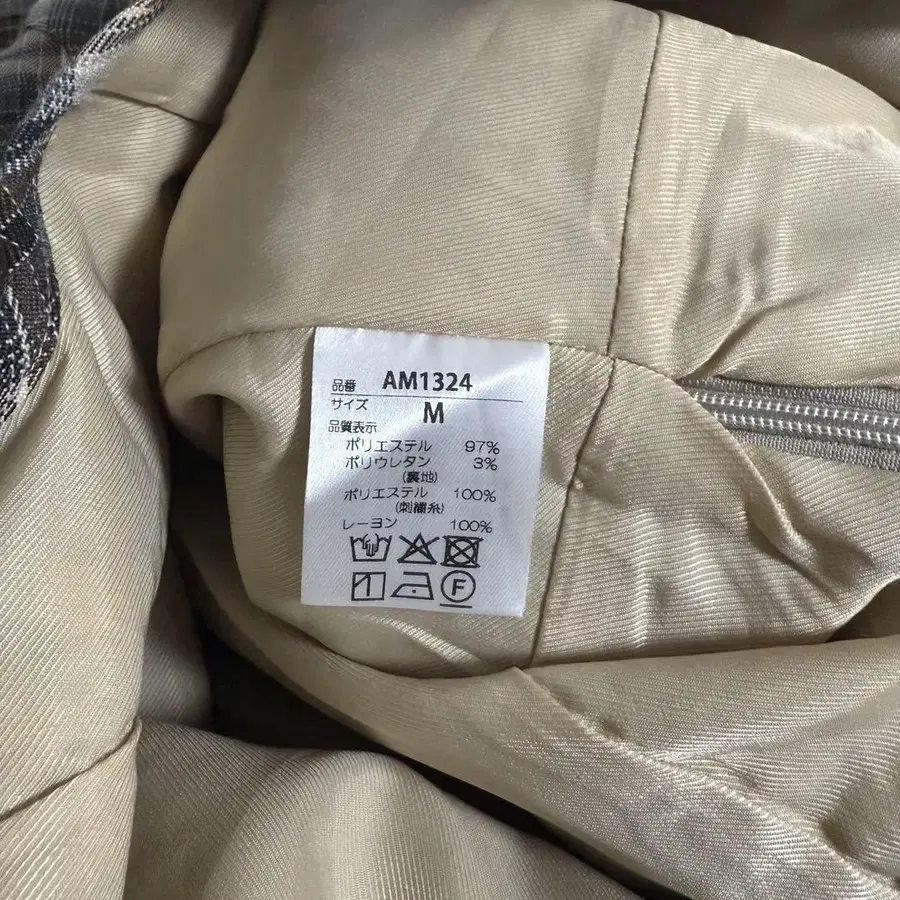 品番 AM1324
サイズ M
品質表示
ポリエステル 97%
ポリウレタン 3%
(裏地)
ポリエステル 100%
(刺繍糸)
レーヨン 100%
F